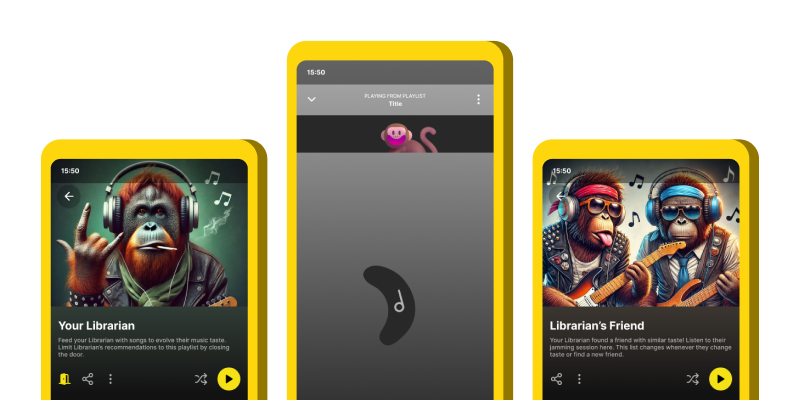 15:50
Your Librarian
Feed your Librarian with songs to evolve their music taste.
Limit Librarian's recommendations to this playlist by closing
the door.
15:50
PLAYING FROM PLAYLIST
Title
15:50
Librarian's Friend
Your Librarian found a friend with similar taste! Listen to their
jamming session here. This list changes whenever they change
taste or find a new friend.